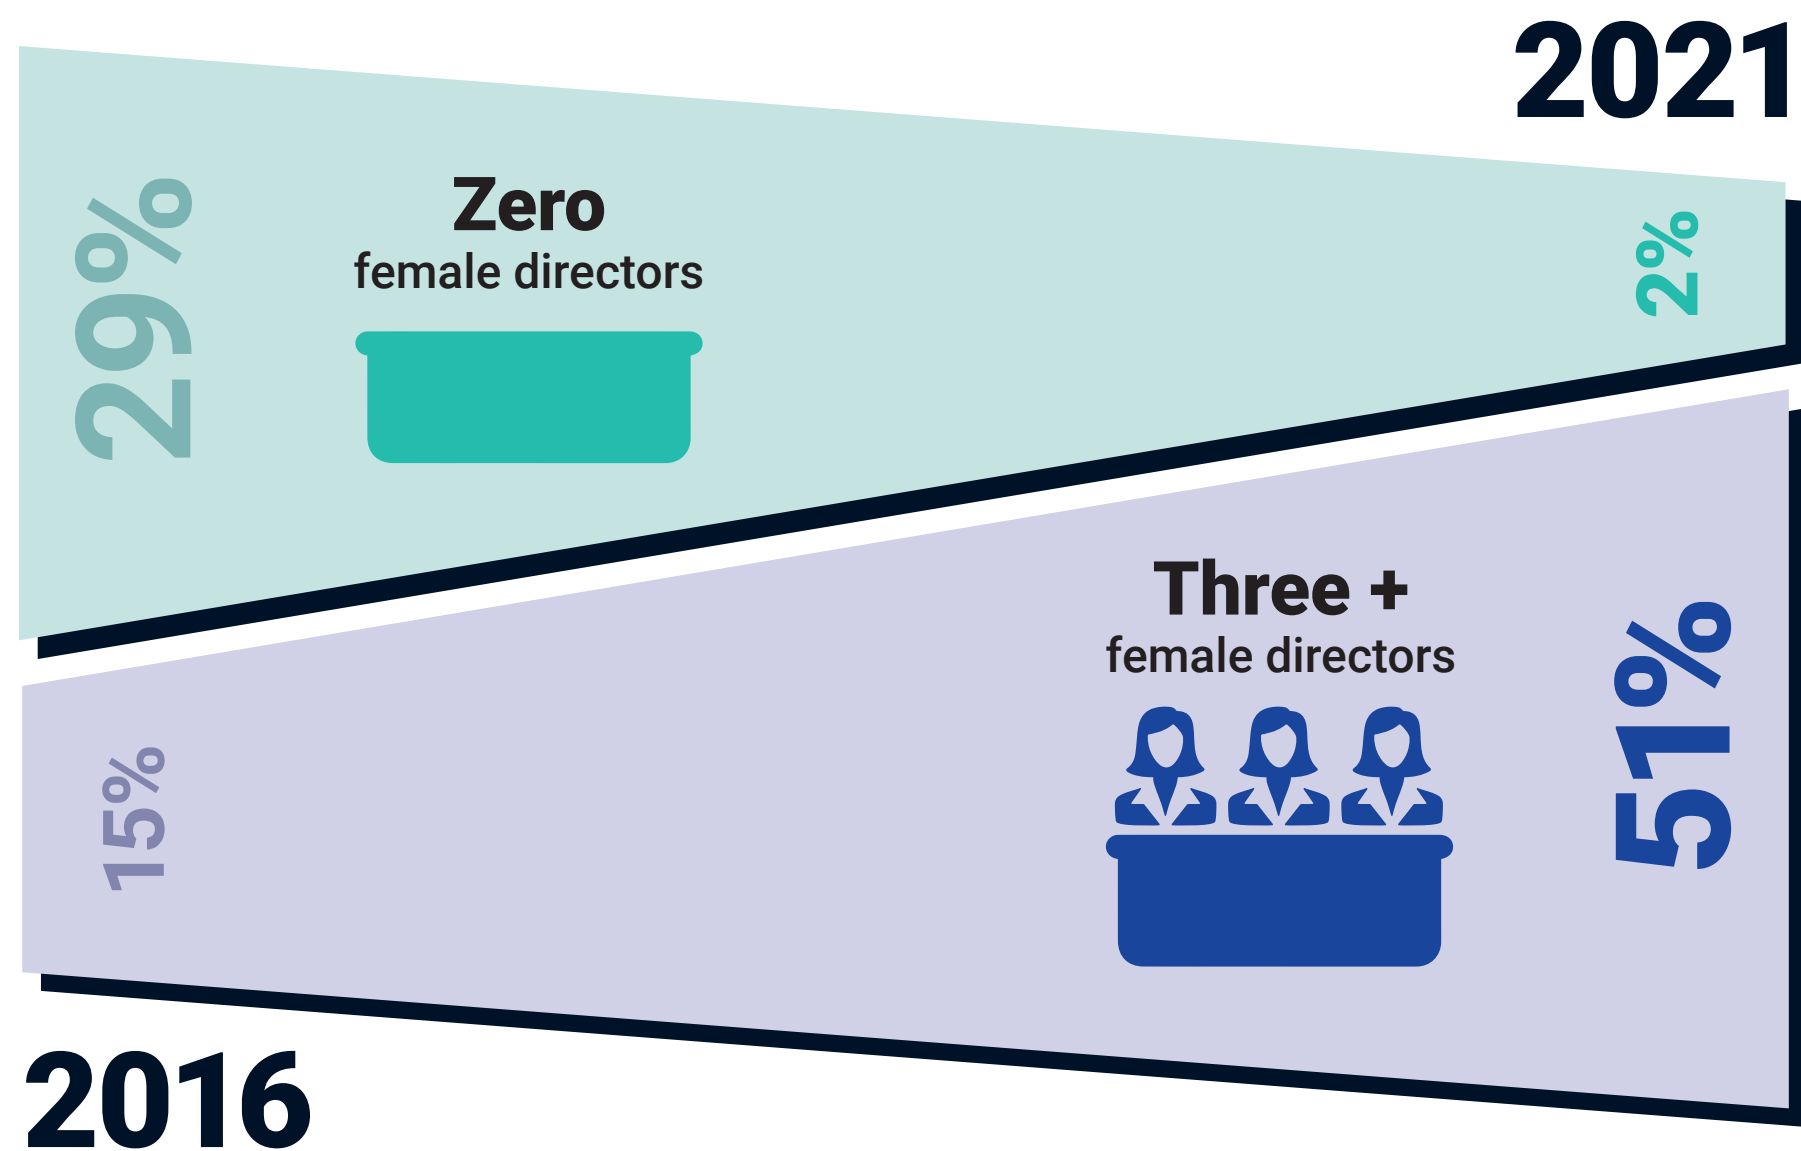 2021
29%
Zero
female directors
2%
Three +
female directors
51%
15%
2016